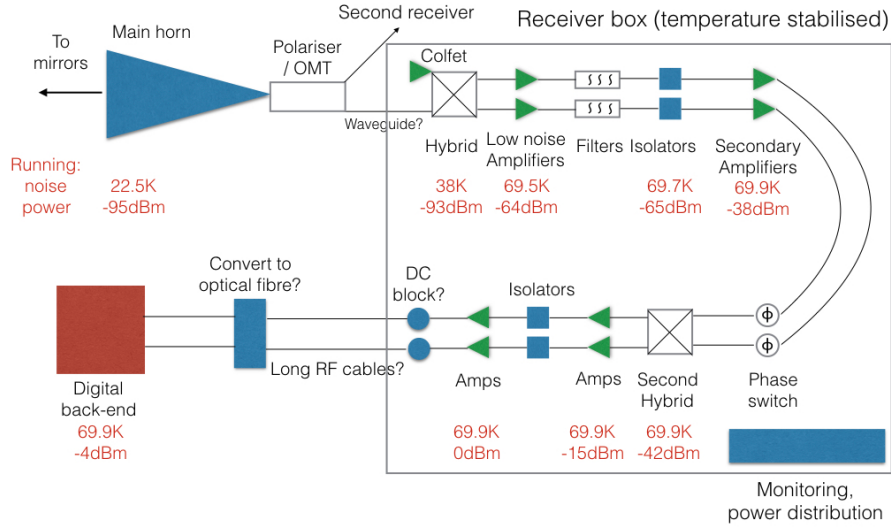 Second receiver
Receiver box (temperature stabilised)
To
mirrors
Main horn
Polariser
/ OMT
Colfet
Waveguide?
Hybrid
Low noise
Amplifiers
Filters
Isolators
Secondary
Amplifiers
Running:
noise
power
22.5K
-95dBm
38K
-93dBm
69.5K
-64dBm
69.7K
-65dBm
69.9K
-38dBm
Convert to
optical fibre?
DC
block?
Isolators
ϕ
ϕ
Long RF cables?
Digital
back-end
Amps
Amps
Second
Hybrid
Phase
switch
69.9K
-4dBm
69.9K
0dBm
69.9K
-15dBm
69.9K
-42dBm
Monitoring,
power distribution